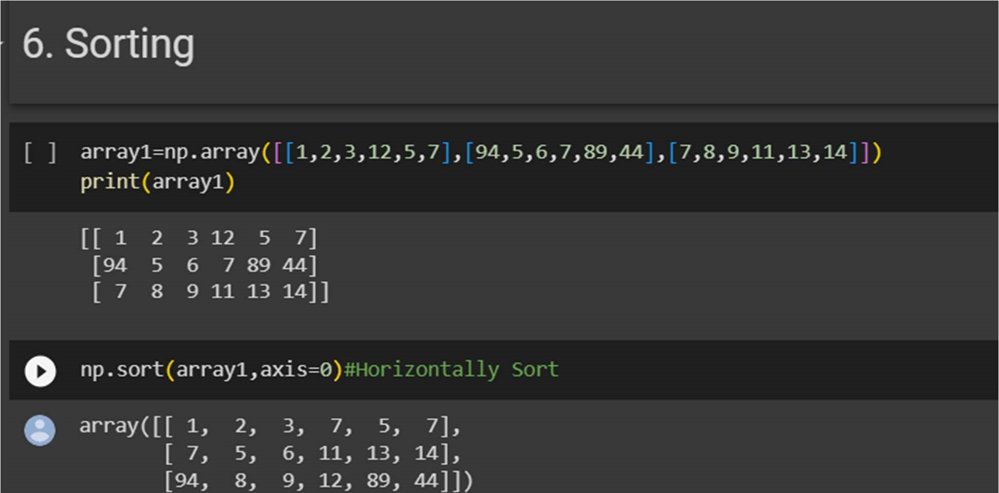 6. Sorting
[ ] array1=np.array([[1,2,3,12,5,7],[94,5,6,7,89,44],[7,8,9,11,13,14]])
print(array1)
[[ 1  2  3 12  5  7]
 [94  5  6  7 89 44]
 [ 7  8  9 11 13 14]]
np.sort(array1,axis=0)#Horizontally Sort
array([[ 1,  2,  3,  7,  5,  7],
       [ 7,  5,  6, 11, 13, 14],
       [94,  8,  9, 12, 89, 44]])